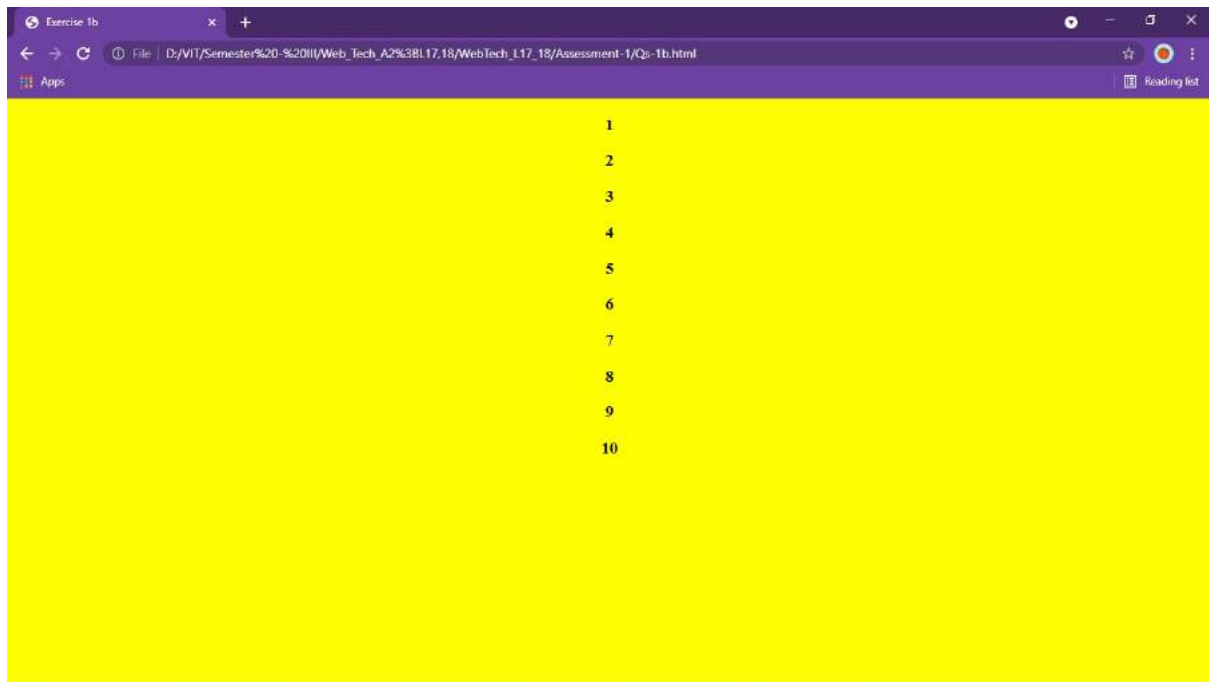 Exercise 1b
File D:/VIT/Semester%20-%20III/Web_Tech_A2%3BL17,18/WebTech_L17_18/Assessment-1/Qs-1b.html
Apps
Reading list
1
2
3
4
5
6
7
8
9
10